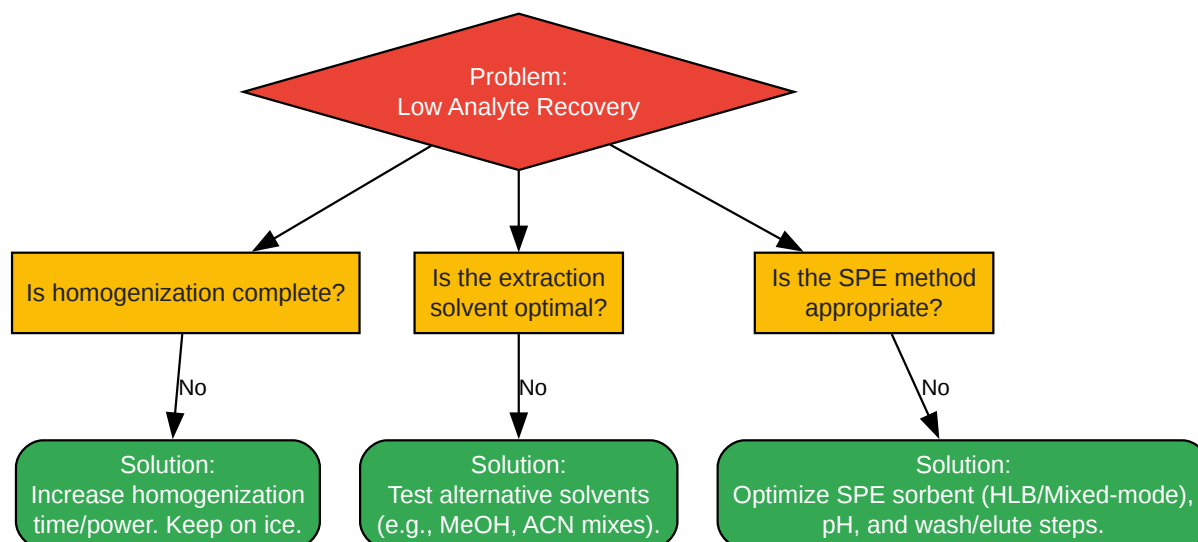 Problem:
Low Analyte Recovery
Is homogenization complete?
Is the extraction
solvent optimal?
Is the SPE method
appropriate?
No
No
No
Solution:
Increase homogenization
time/power. Keep on ice.
Solution:
Test alternative solvents
(e.g., MeOH, ACN mixes).
Solution:
Optimize SPE sorbent (HLB/Mixed-mode),
pH, and wash/elute steps.